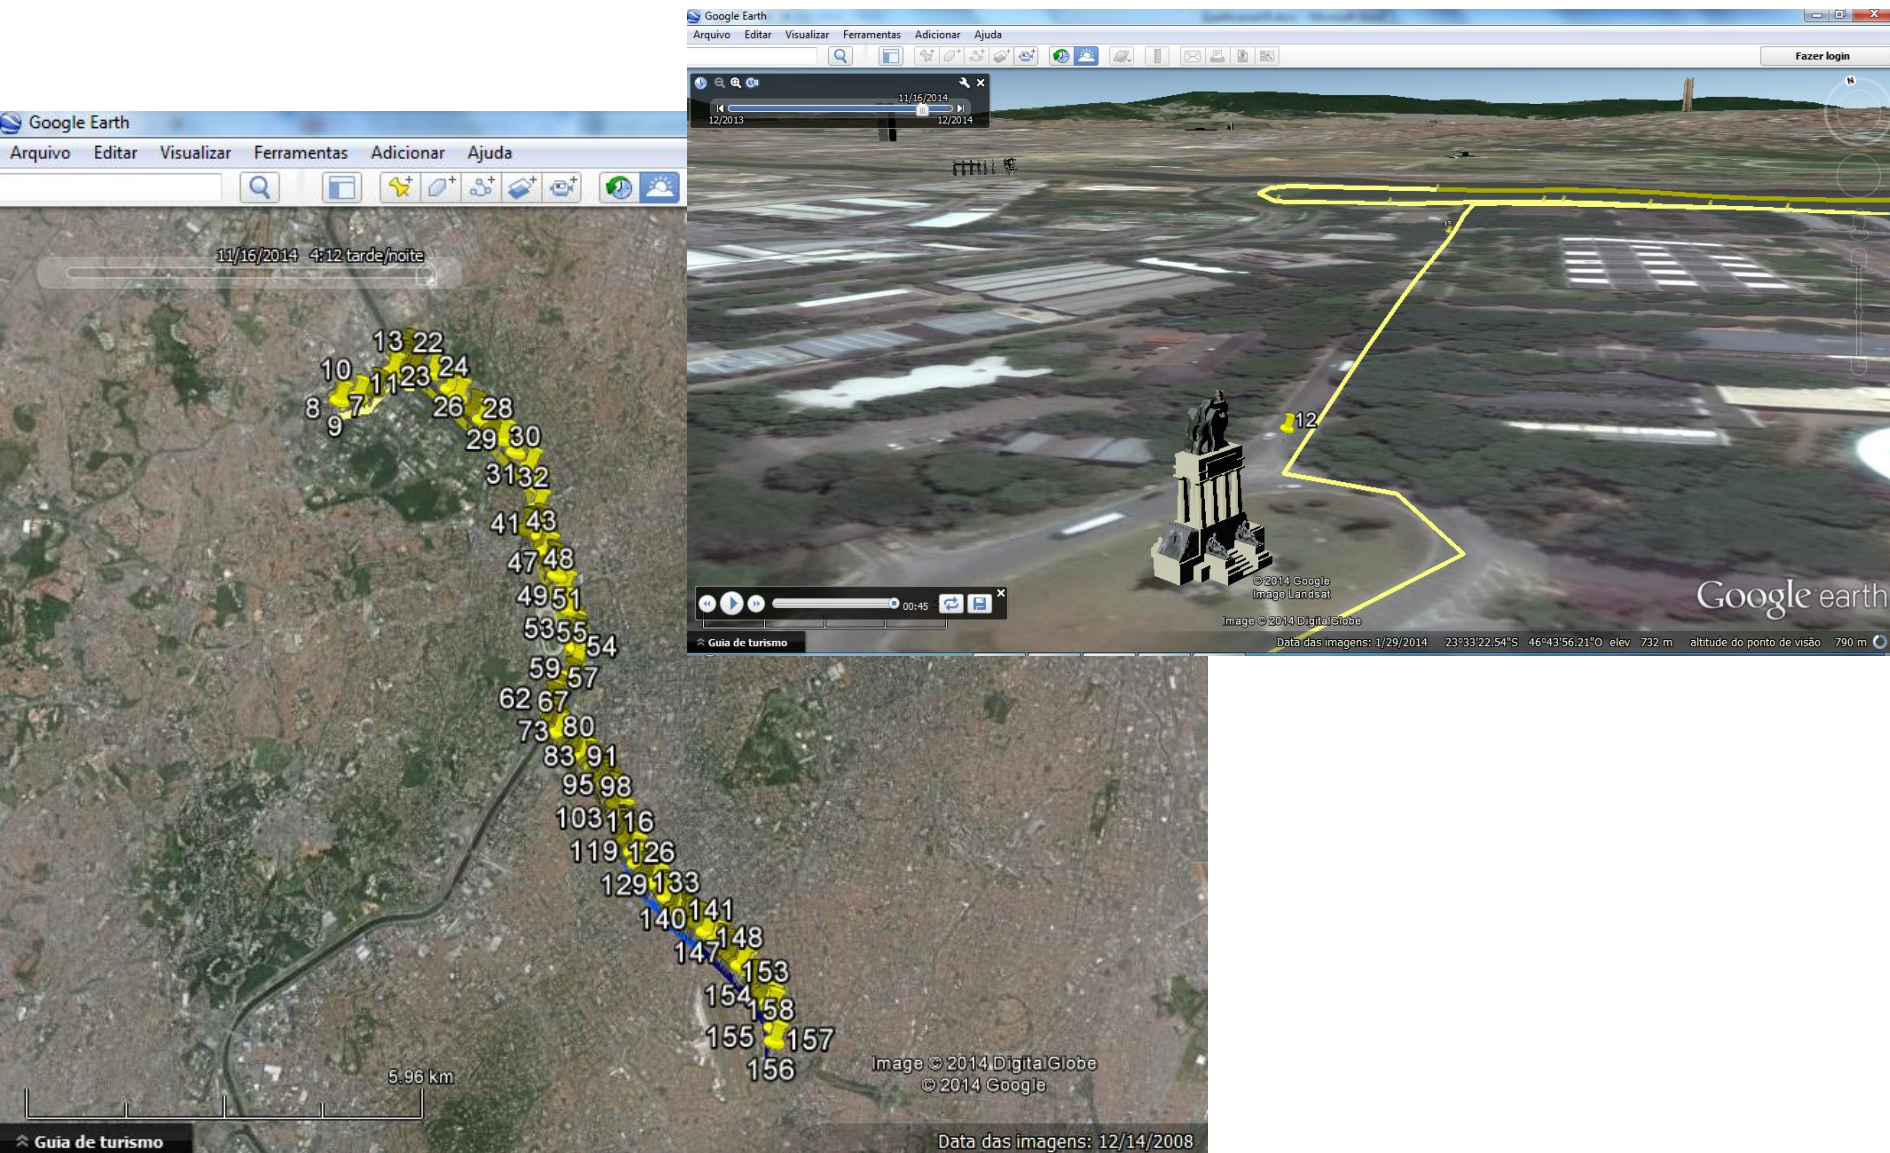 Google Earth
Arquivo Editar Visualizar Ferramentas Adicionar Ajuda
Fazer login
11/16/2014
12/2013 12/2014
N
12
00:45
© 2014 Google
Image Landsat
Image © 2014 DigitalGlobe
Google earth
Guia de turismo
Data das imagens: 1/29/2014 23°33'22.54"S 46°43'56.21"O elev 732 m altitude do ponto de visão 790 m
Google Earth
Arquivo Editar Visualizar Ferramentas Adicionar Ajuda
11/16/2014 4:12 tarde/noite
13 22
10 11 23 24
8 7 26 28
9 29 30
31 32
41 43
47 48
49 51
53 55 54
59 57
62 67
73 80
83 91
95 98
103 116
119 126
129 133
140 141
147 148
153
154 158
155 157
156
5.96 km
Image © 2014 DigitalGlobe
© 2014 Google
Guia de turismo
Data das imagens: 12/14/2008